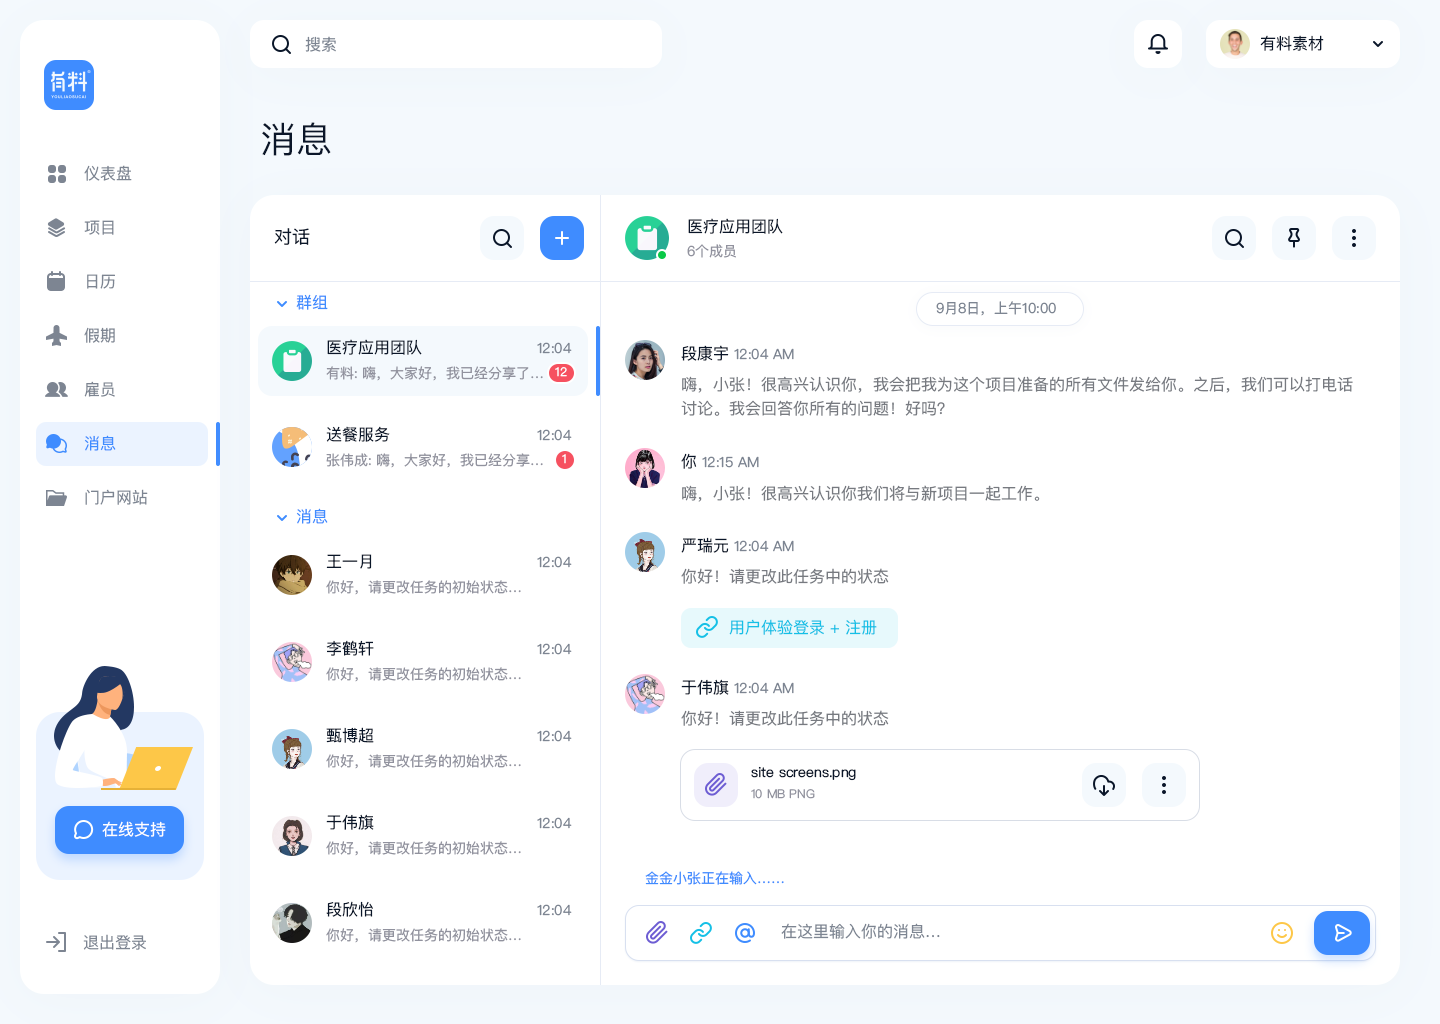 有料
YOULIAOSUCAI
仪表盘
项目
日历
假期
雇员
消息
门户网站
在线支持
退出登录
搜索
有料素材
消息
对话
群组
医疗应用团队 12:04
有料: 嗨，大家好，我已经分享了... 12
送餐服务 12:04
张伟成: 嗨，大家好，我已经分享... 1
消息
王一月 12:04
你好，请更改任务的初始状态...
李鹤轩 12:04
你好，请更改任务的初始状态...
甄博超 12:04
你好，请更改任务的初始状态...
于伟旗 12:04
你好，请更改任务的初始状态...
段欣怡 12:04
你好，请更改任务的初始状态...
医疗应用团队
6个成员
9月8日，上午10:00
段康宇 12:04 AM
嗨，小张！很高兴认识你，我会把我为这个项目准备的所有文件发给你。之后，我们可以打电话
讨论。我会回答你所有的问题！好吗?
你 12:15 AM
嗨，小张！很高兴认识你我们将与新项目一起工作。
严瑞元 12:04 AM
你好！请更改此任务中的状态
用户体验登录 + 注册
于伟旗 12:04 AM
你好！请更改此任务中的状态
site screens.png
10 MB PNG
金金小张正在输入......
在这里输入你的消息...